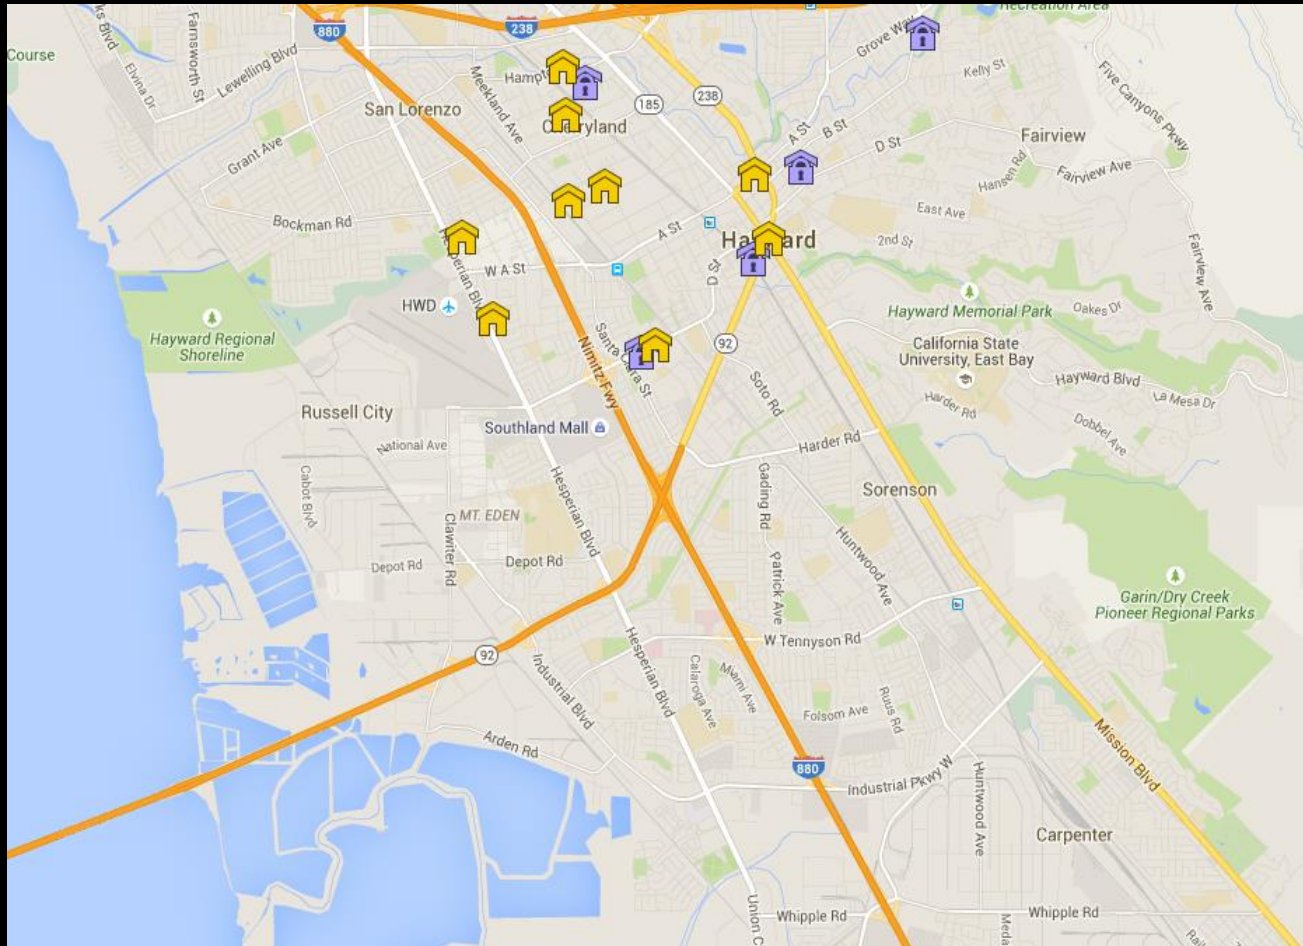 Recreation Area
ks Blvd
880
238
Grove Way
Farnsworth St
Course
Lewelling Blvd
Elvina Dr
Meekland Ave
Kelly St
Five Canyons Pkwy
185
238
San Lorenzo
A St
B St
D St
Fairview
Grant Ave
Hansen Rd
Fairview Ave
East Ave
Bockman Rd
A St
2nd St
W A St
D St
Fairview Ave
HWD
Hayward Memorial Park
Oakes Dr
Hayward Regional
Shoreline
Nimitz Fwy
92
California State
University, East Bay
Soto Rd
Hayward Blvd
La Mesa Dr
Harder Rd
Russell City
Dobbel Ave
Southland Mall
National Ave
Harder Rd
Cabot Blvd
Hesperian Blvd
Gading Rd
Sorenson
MT. EDEN
Clawiter Rd
Huntwood Ave
Depot Rd
Depot Rd
Patrick Ave
Garin/Dry Creek
Pioneer Regional Parks
W Tennyson Rd
92
Hesperian Blvd
Industrial Blvd
Calaroga Ave
Miami Ave
Ruus Rd
Folsom Ave
Arden Rd
Mission Blvd
880
Industrial Pkwy W
Huntwood Ave
Carpenter
Union C
Whipple Rd
Whipple Rd
Meda
Rail